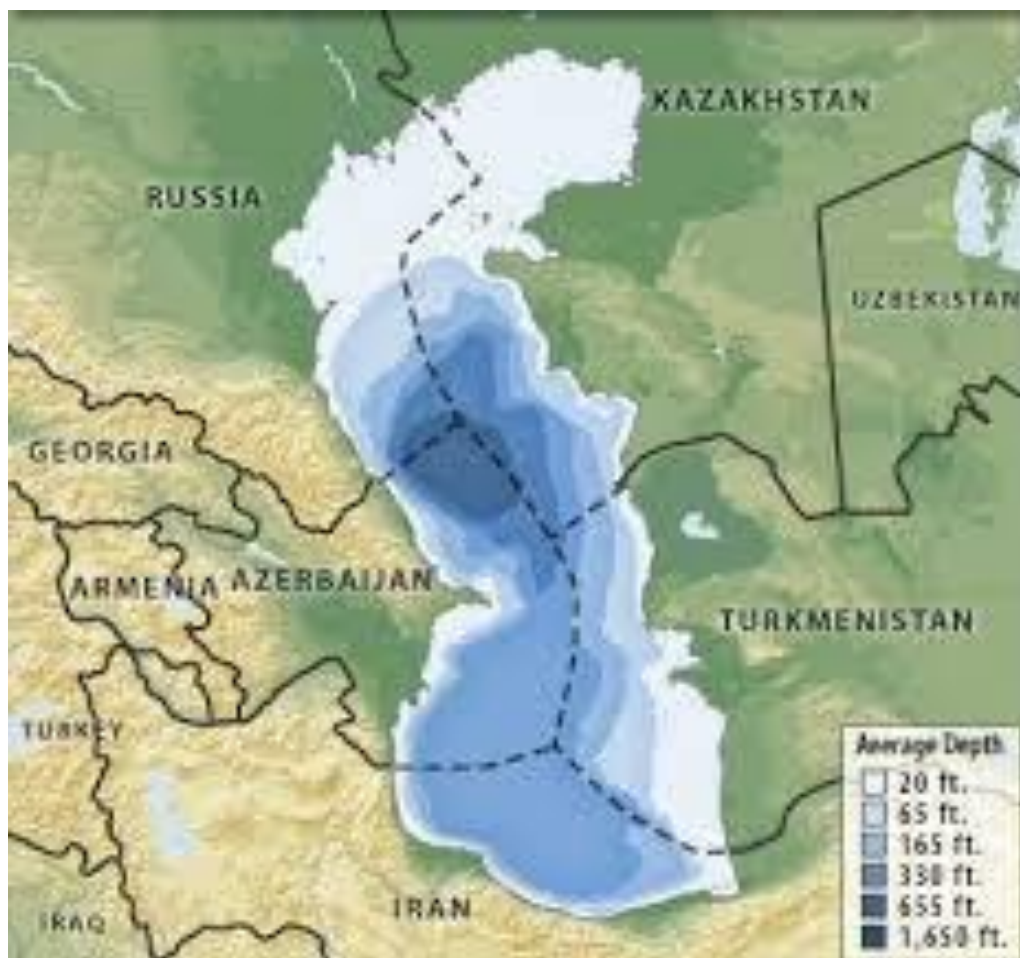 KAZAKHSTAN
RUSSIA
UZBEKISTAN
GEORGIA
ARMENIA
AZERBAIJAN
TURKMENISTAN
TURKEY
IRAN
IRAQ
Average Depth
20 ft.
65 ft.
165 ft.
330 ft.
655 ft.
1,650 ft.